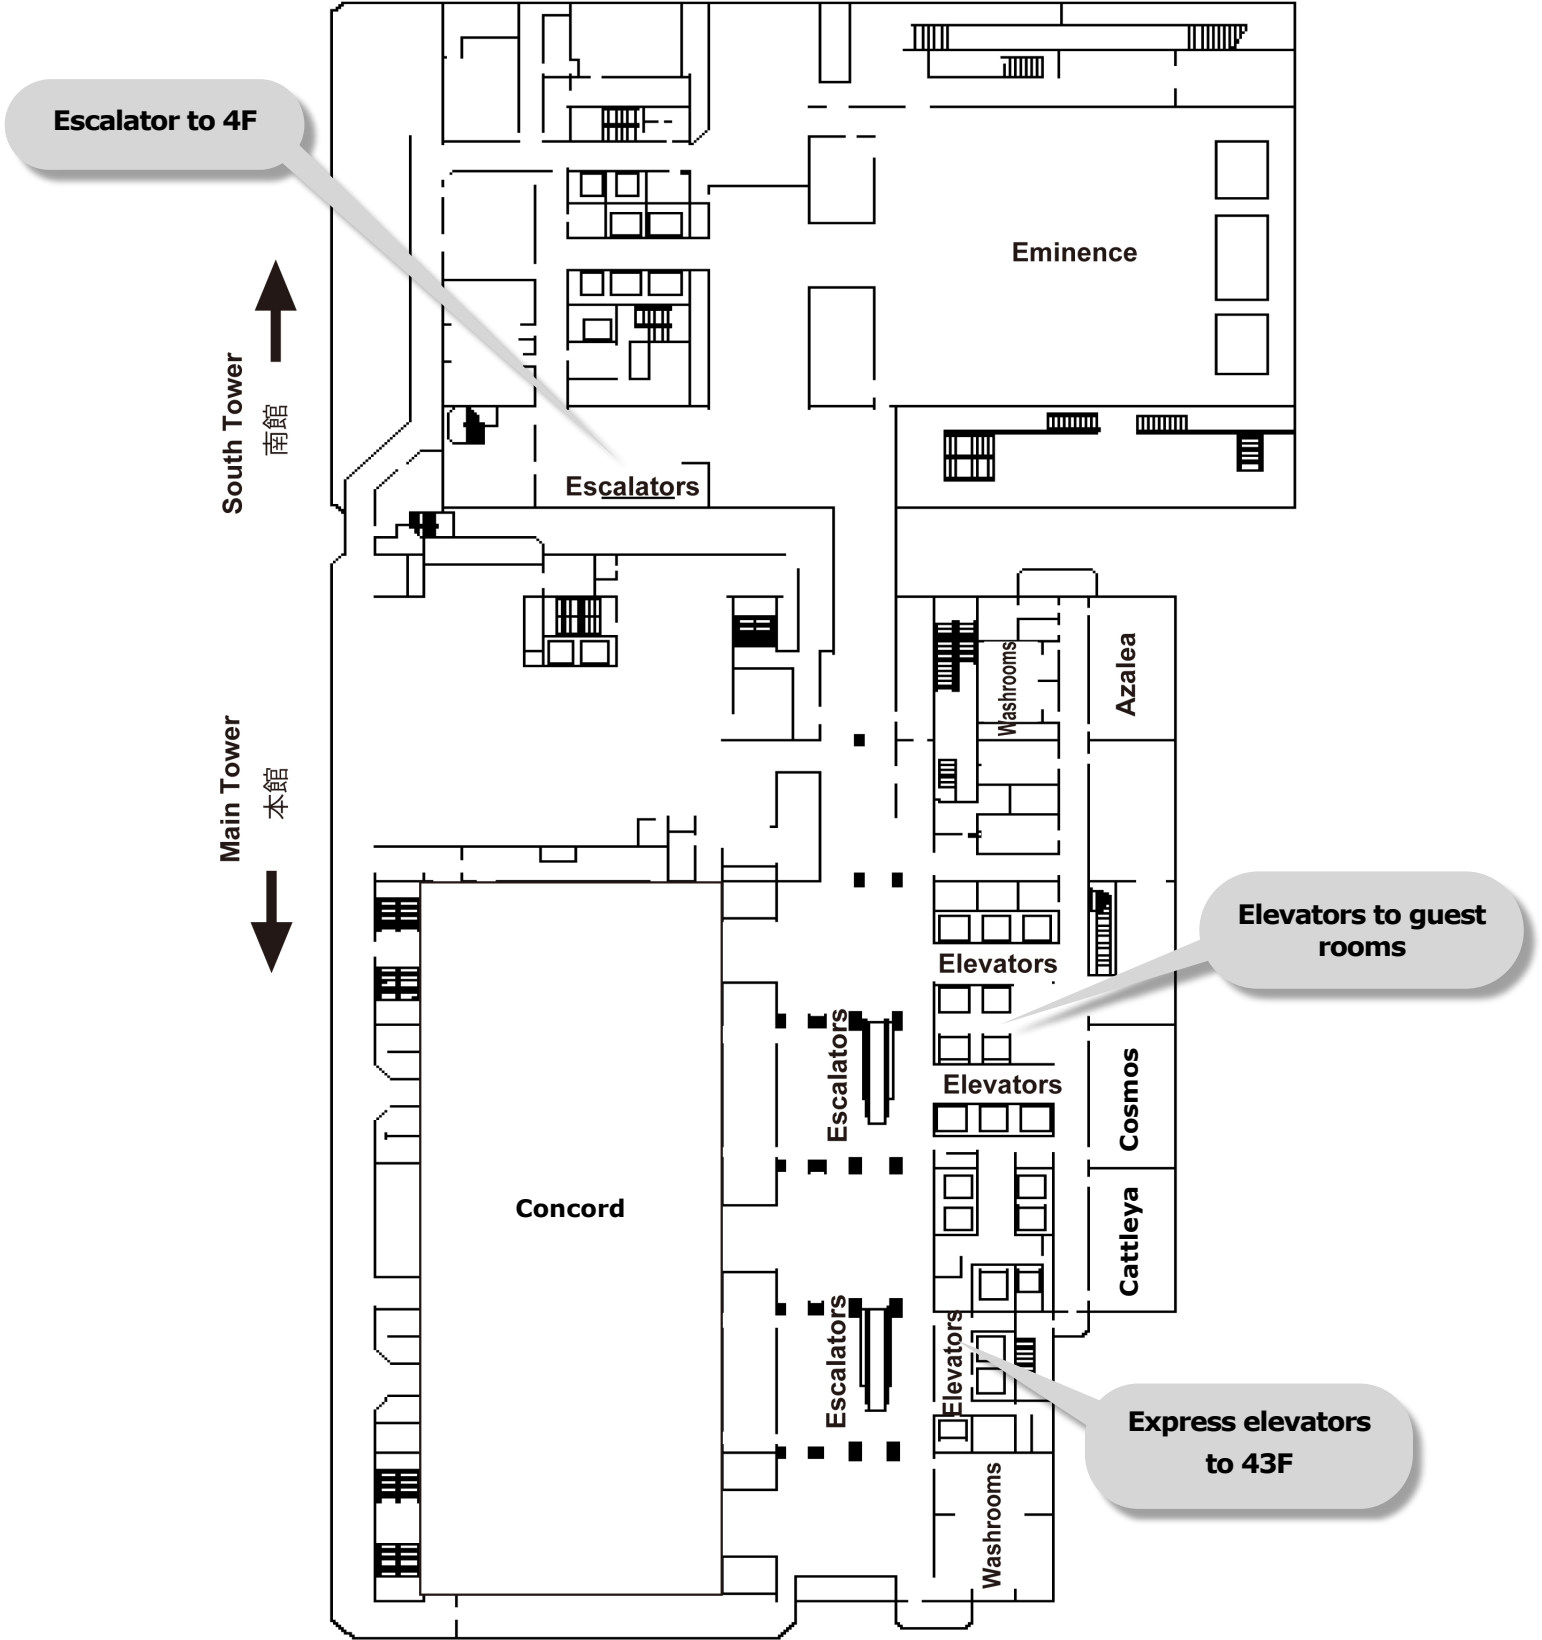 Escalator to 4F
Eminence
South Tower
南館
Escalators
Washrooms
Azalea
Main Tower
本館
Elevators to guest
rooms
Elevators
Escalators
Elevators
Cosmos
Concord
Cattleya
Escalators
Elevators
Express elevators
to 43F
Washrooms